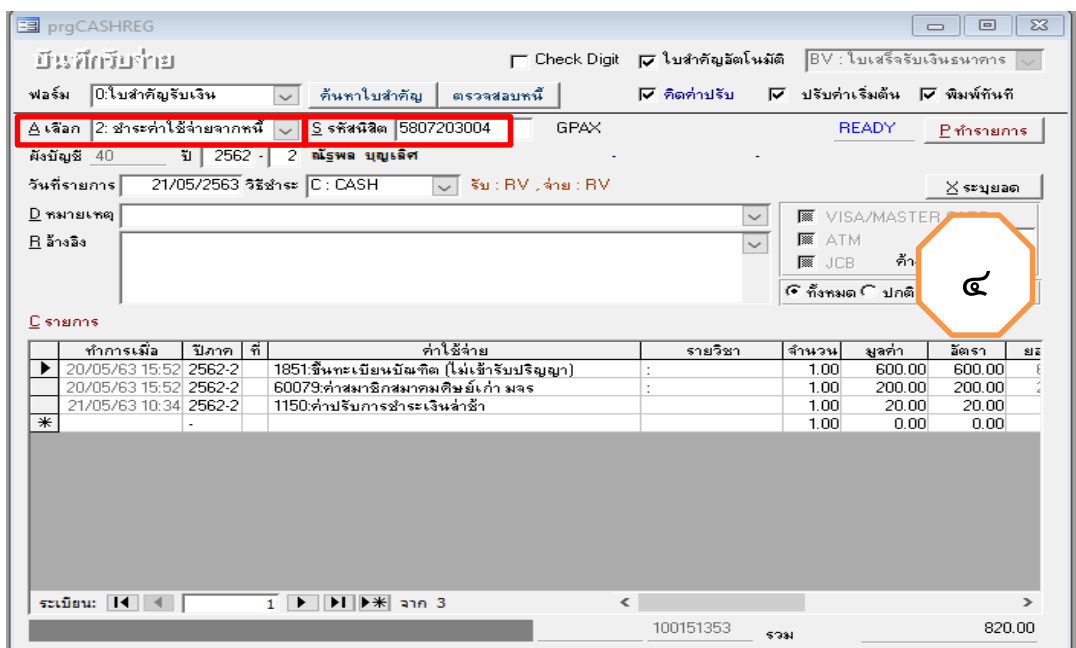 prgCASHREG
บันทึกรับจ่าย Check Digit ใบสำคัญอัตโนมัติ BV : ใบเสร็จรับเงินธนาคาร
ฟอร์ม 0:ใบสำคัญรับเงิน ค้นหาใบสำคัญ ตรวจสอบหนี้ คิดค่าปรับ ปรับค่าเริ่มต้น พิมพ์ทันที
A เลือก 2: ชำระค่าใช้จ่ายจากหนี้ S รหัสนิสิต 5807203004 GPAX READY P ทำรายการ
ผังบัญชี 40 ปี 2562 - 2 ณัฐพล บุญเลิศ - -
วันที่รายการ 21/05/2563 วิธีชำระ C : CASH รับ : RV , จ่าย : RV X ระบุยอด
D หมายเหตุ VISA/MASTER
R อ้างอิง ATM
JCB ค้าง
ทั้งหมด ปกติ
๔
C รายการ
ทำการเมื่อ ปีภาค ที่ ค่าใช้จ่าย รายวิชา จำนวน มูลค่า อัตรา
20/05/63 15:52 2562-2 1851:ขึ้นทะเบียนบัณฑิต (ไม่เข้ารับปริญญา) : 1.00 600.00 600.00
20/05/63 15:52 2562-2 60079:ค่าสมาชิกสมาคมศิษย์เก่า มจร : 1.00 200.00 200.00
21/05/63 10:34 2562-2 1150:ค่าปรับการชำระเงินล่าช้า 1.00 20.00 20.00
- 1.00 0.00 0.00
ระเบียน: 1 จาก 3
100151353 รวม 820.00